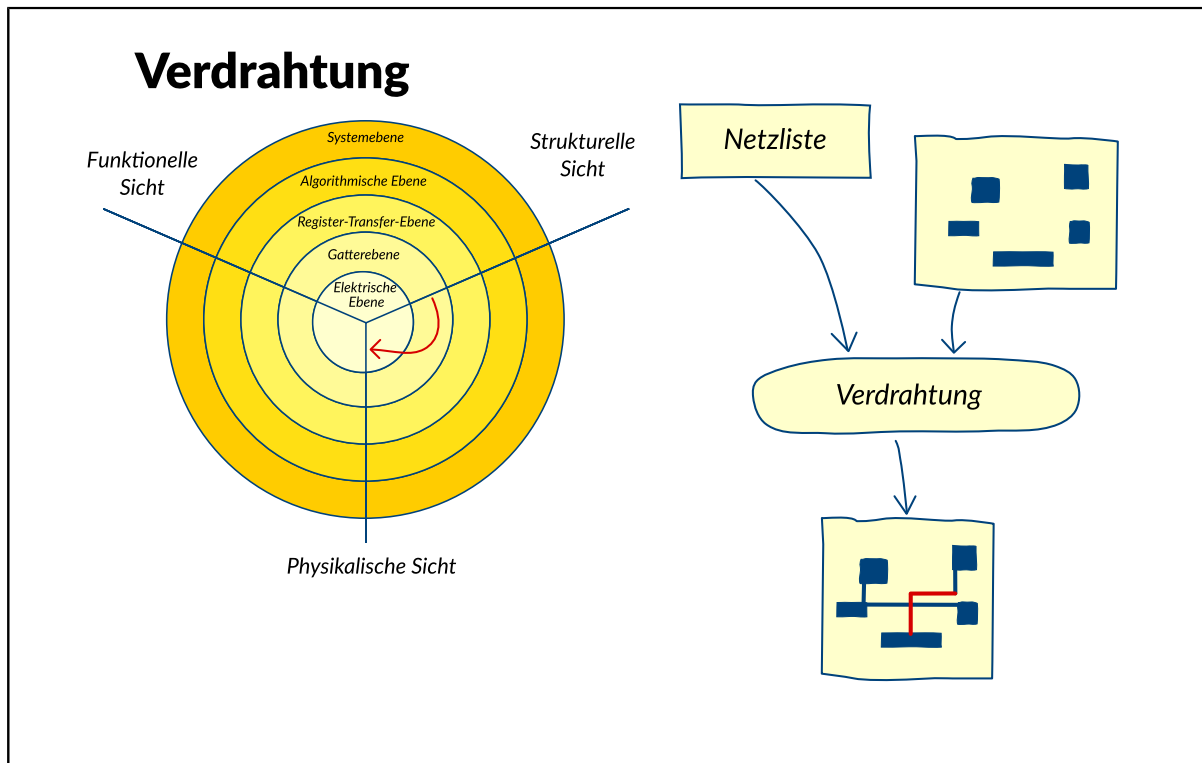 Verdrahtung
Funktionelle
Sicht
Systemebene
Algorithmische Ebene
Register-Transfer-Ebene
Gatterebene
Elektrische
Ebene
Strukturelle
Sicht
Physikalische Sicht
Netzliste
Verdrahtung